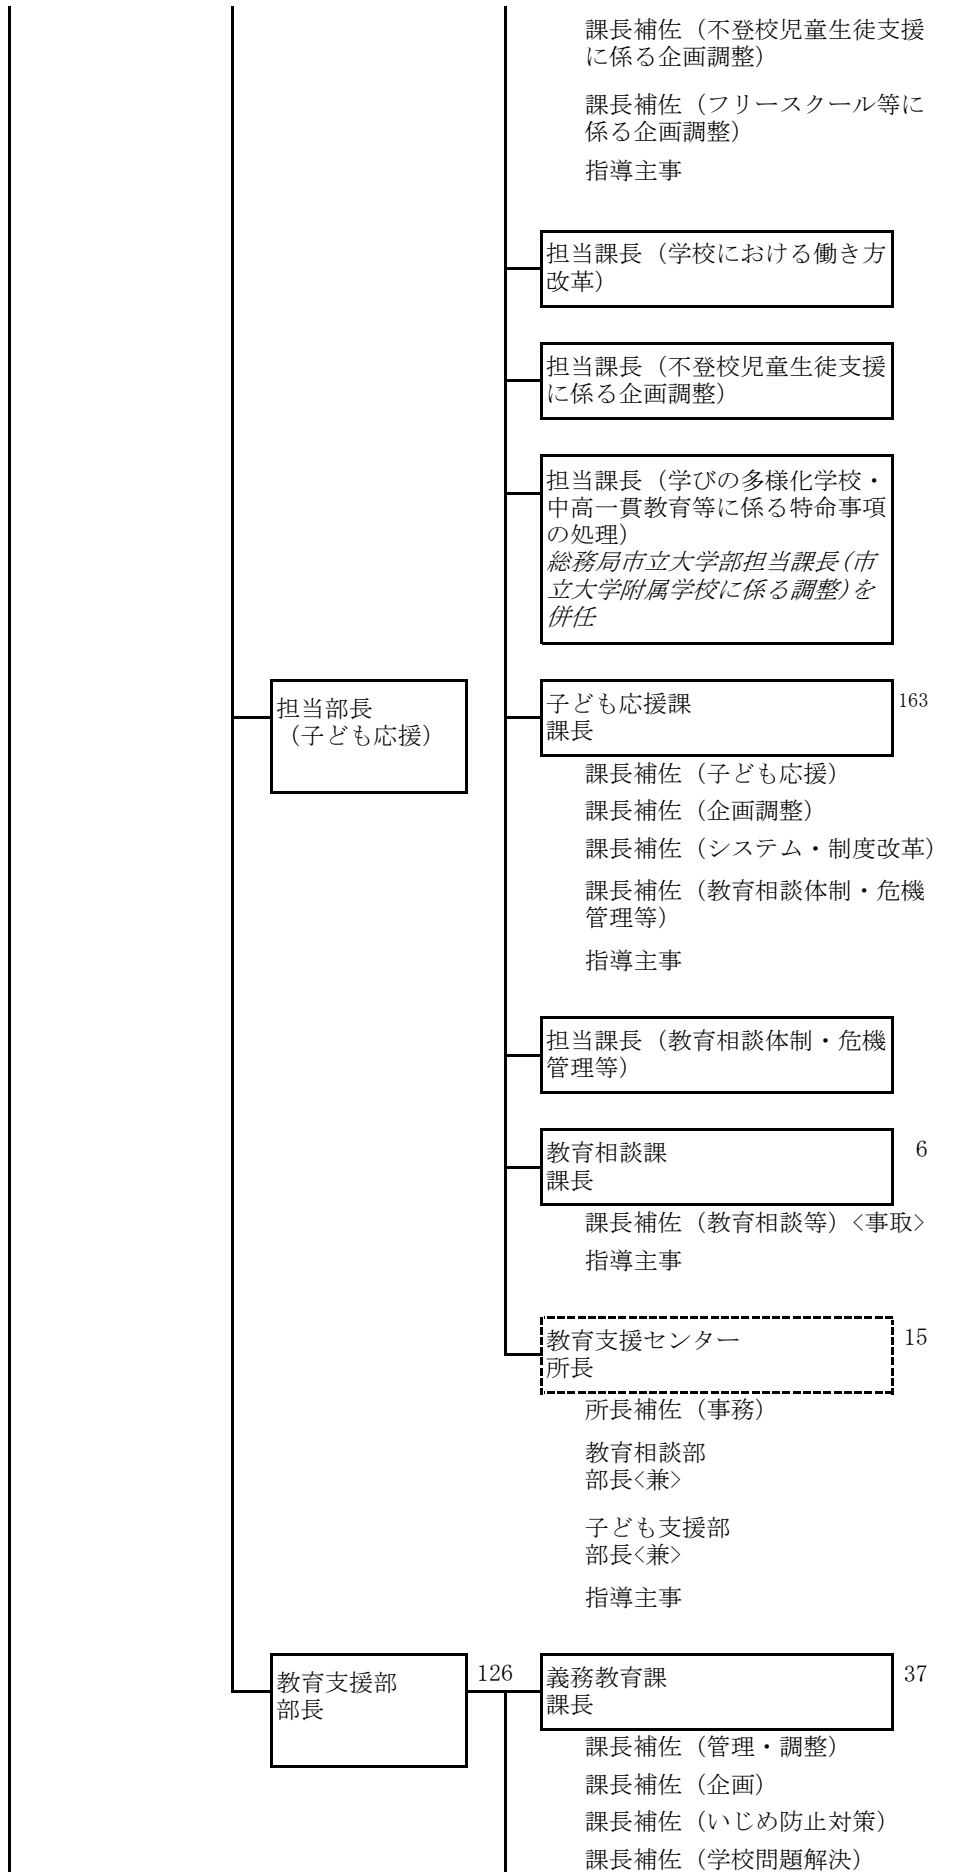 課長補佐（不登校児童生徒支援
に係る企画調整）
課長補佐（フリースクール等に
係る企画調整）
指導主事
担当課長（学校における働き方
改革）
担当課長（不登校児童生徒支援
に係る企画調整）
担当課長（学びの多様化学校・
中高一貫教育等に係る特命事項
の処理）
総務局市立大学部担当課長(市
立大学附属学校に係る調整)を
併任
担当部長
（子ども応援）
子ども応援課
課長
163
課長補佐（子ども応援）
課長補佐（企画調整）
課長補佐（システム・制度改革）
課長補佐（教育相談体制・危機
管理等）
指導主事
担当課長（教育相談体制・危機
管理等）
教育相談課
課長
6
課長補佐（教育相談等）<事取>
指導主事
教育支援センター
所長
15
所長補佐（事務）
教育相談部
部長<兼>
子ども支援部
部長<兼>
指導主事
教育支援部
部長
126
義務教育課
課長
37
課長補佐（管理・調整）
課長補佐（企画）
課長補佐（いじめ防止対策）
課長補佐（学校問題解決）